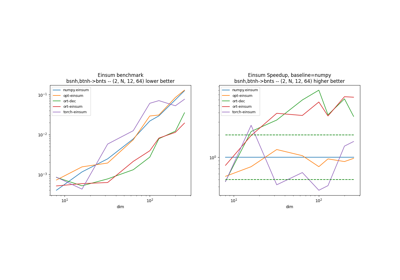 Einsum benchmark
bsnh,btnh->bnts -- (2, N, 12, 64) lower better
numpy.einsum
opt-einsum
ort-dec
ort-einsum
torch-einsum
10⁻¹
10⁻²
10⁻³
10¹
10²
dim
Einsum Speedup, baseline=numpy
bsnh,btnh->bnts -- (2, N, 12, 64) higher better
numpy.einsum
opt-einsum
ort-dec
ort-einsum
torch-einsum
10⁰
10¹
10²
dim